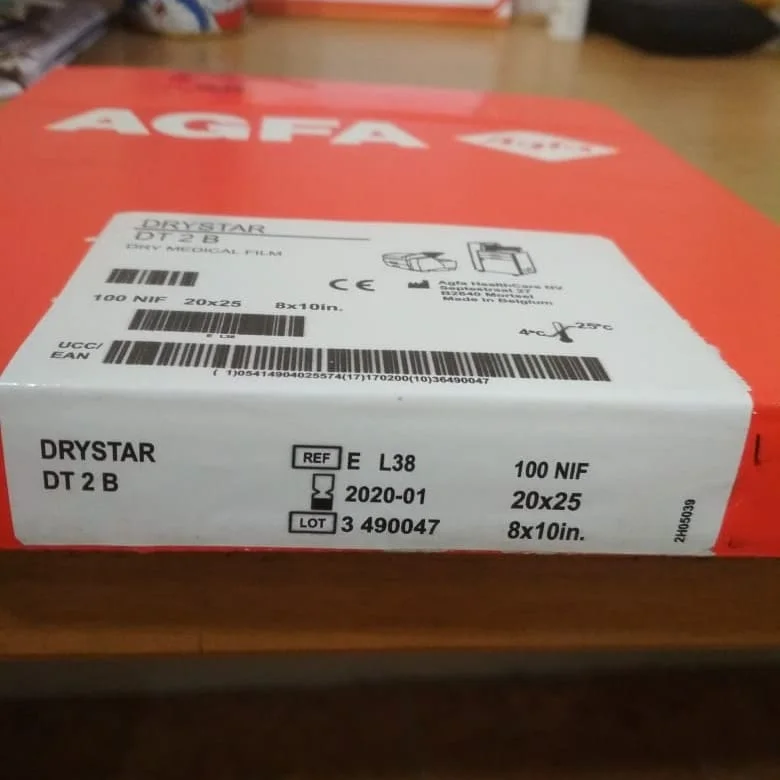 AGFA
Agfa
DRYSTAR
DT 2 B
DRY MEDICAL FILM
CE
Agfa HealthCare NV
Septestraat 27
B2640 Mortsel
Made in Belgium
100 NIF 20x25 8x10in.
4°C 25°C
E L38
UCC/
EAN
( 1)05414904025574(17)170200(10)36490047
DRYSTAR
DT 2 B
REF E L38
2020-01
LOT 3 490047
100 NIF
20x25
8x10in.
2H05039